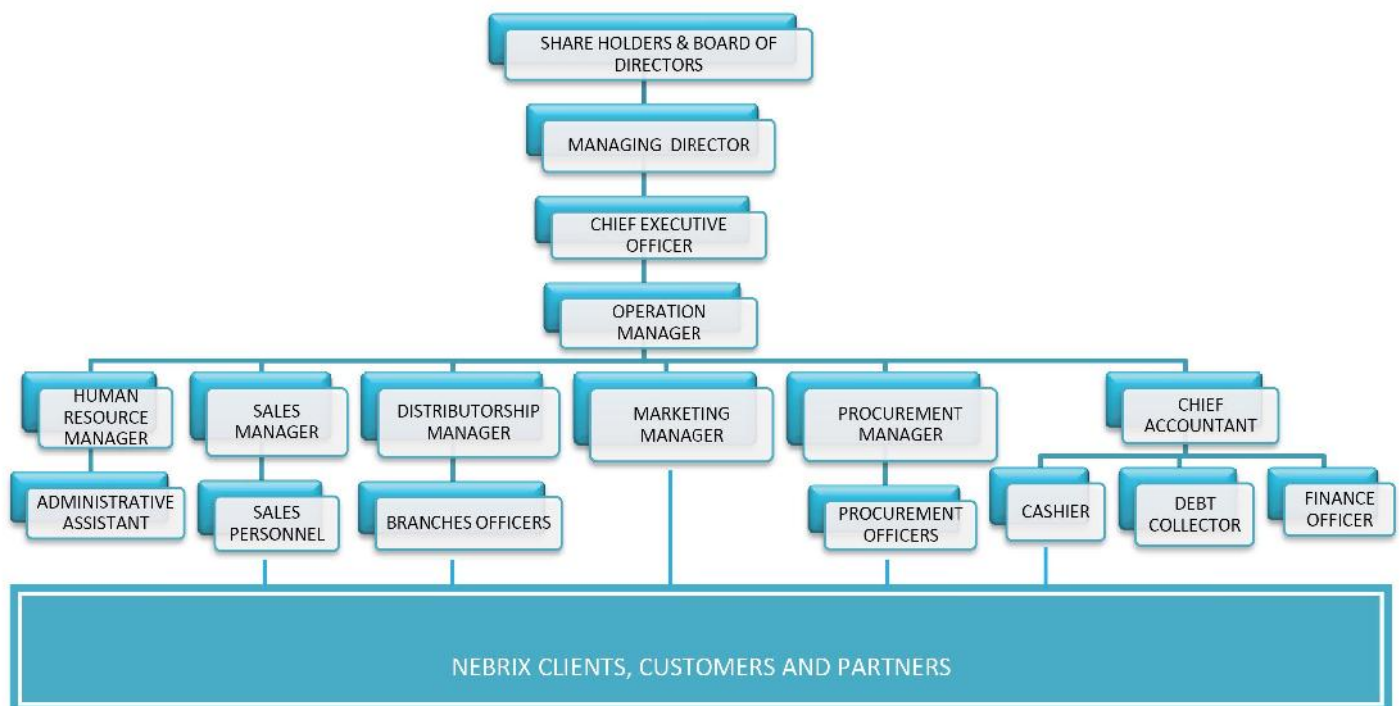 SHARE HOLDERS & BOARD OF
DIRECTORS
MANAGING DIRECTOR
CHIEF EXECUTIVE
OFFICER
OPERATION
MANAGER
HUMAN
RESOURCE
MANAGER
SALES
MANAGER
DISTRIBUTORSHIP
MANAGER
MARKETING
MANAGER
PROCUREMENT
MANAGER
CHIEF
ACCOUNTANT
ADMINISTRATIVE
ASSISTANT
SALES
PERSONNEL
BRANCHES OFFICERS
PROCUREMENT
OFFICERS
CASHIER
DEBT
COLLECTOR
FINANCE
OFFICER
NEBRIX CLIENTS, CUSTOMERS AND PARTNERS